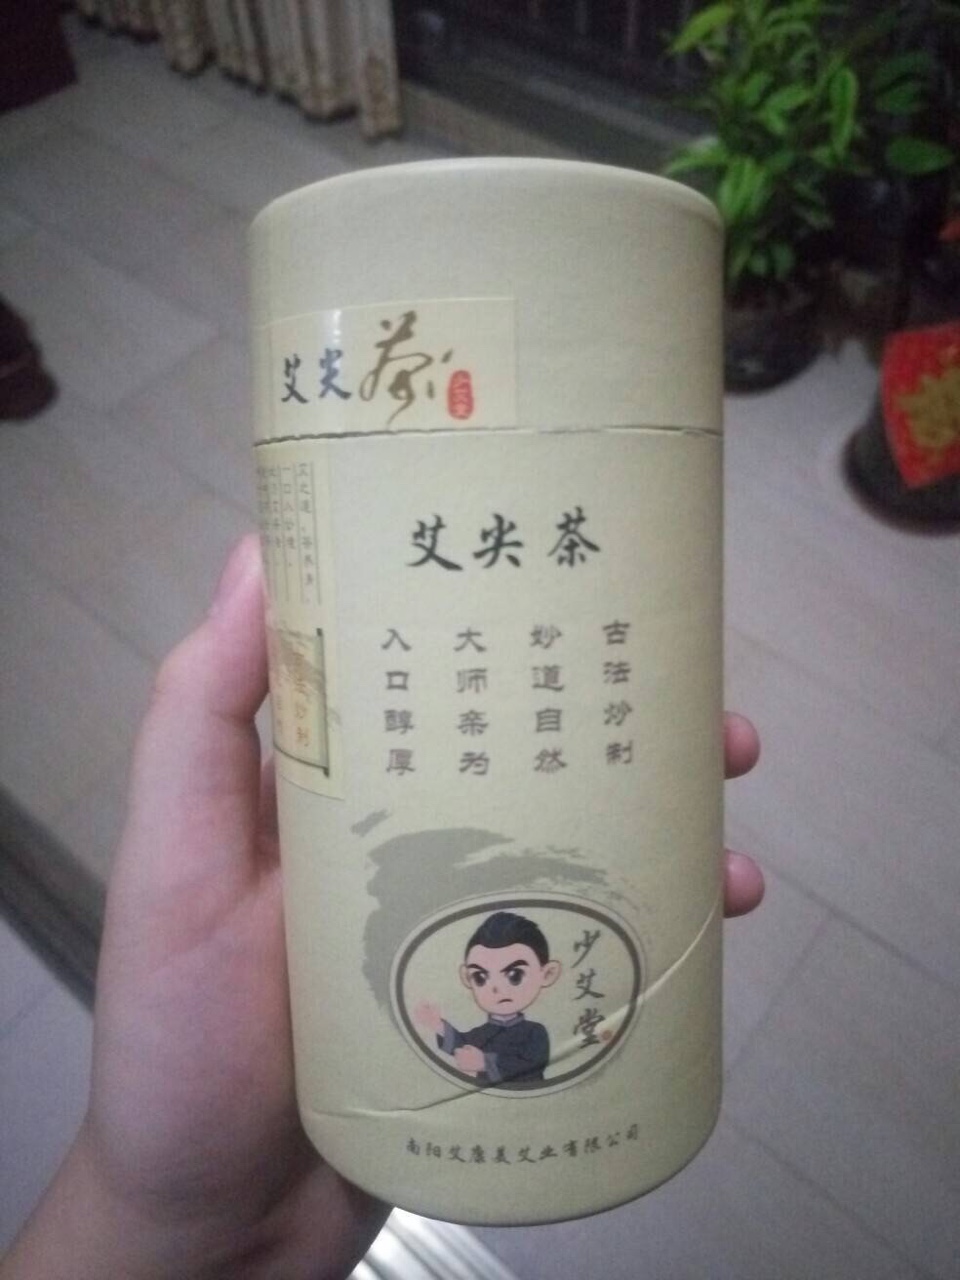 艾尖茶
艾尖茶
古法炒制
妙道自然
大师亲为
入口醇厚
少艾堂
南阳艾康美艾业有限公司